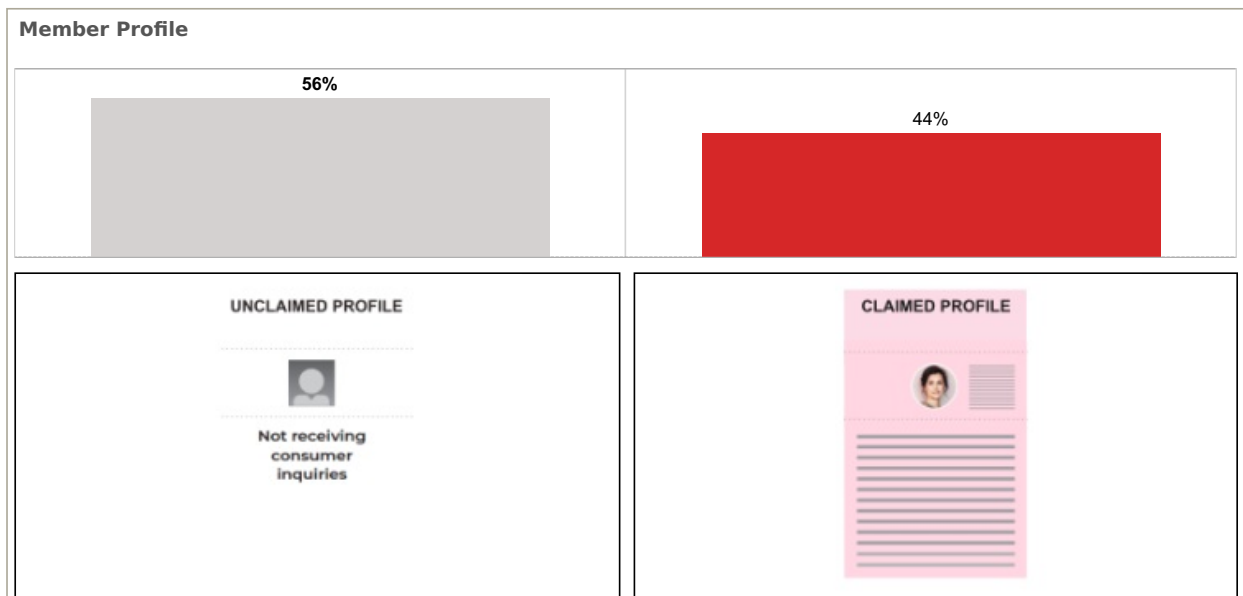 Member Profile
56%
44%
UNCLAIMED PROFILE
Not receiving
consumer
inquiries
CLAIMED PROFILE